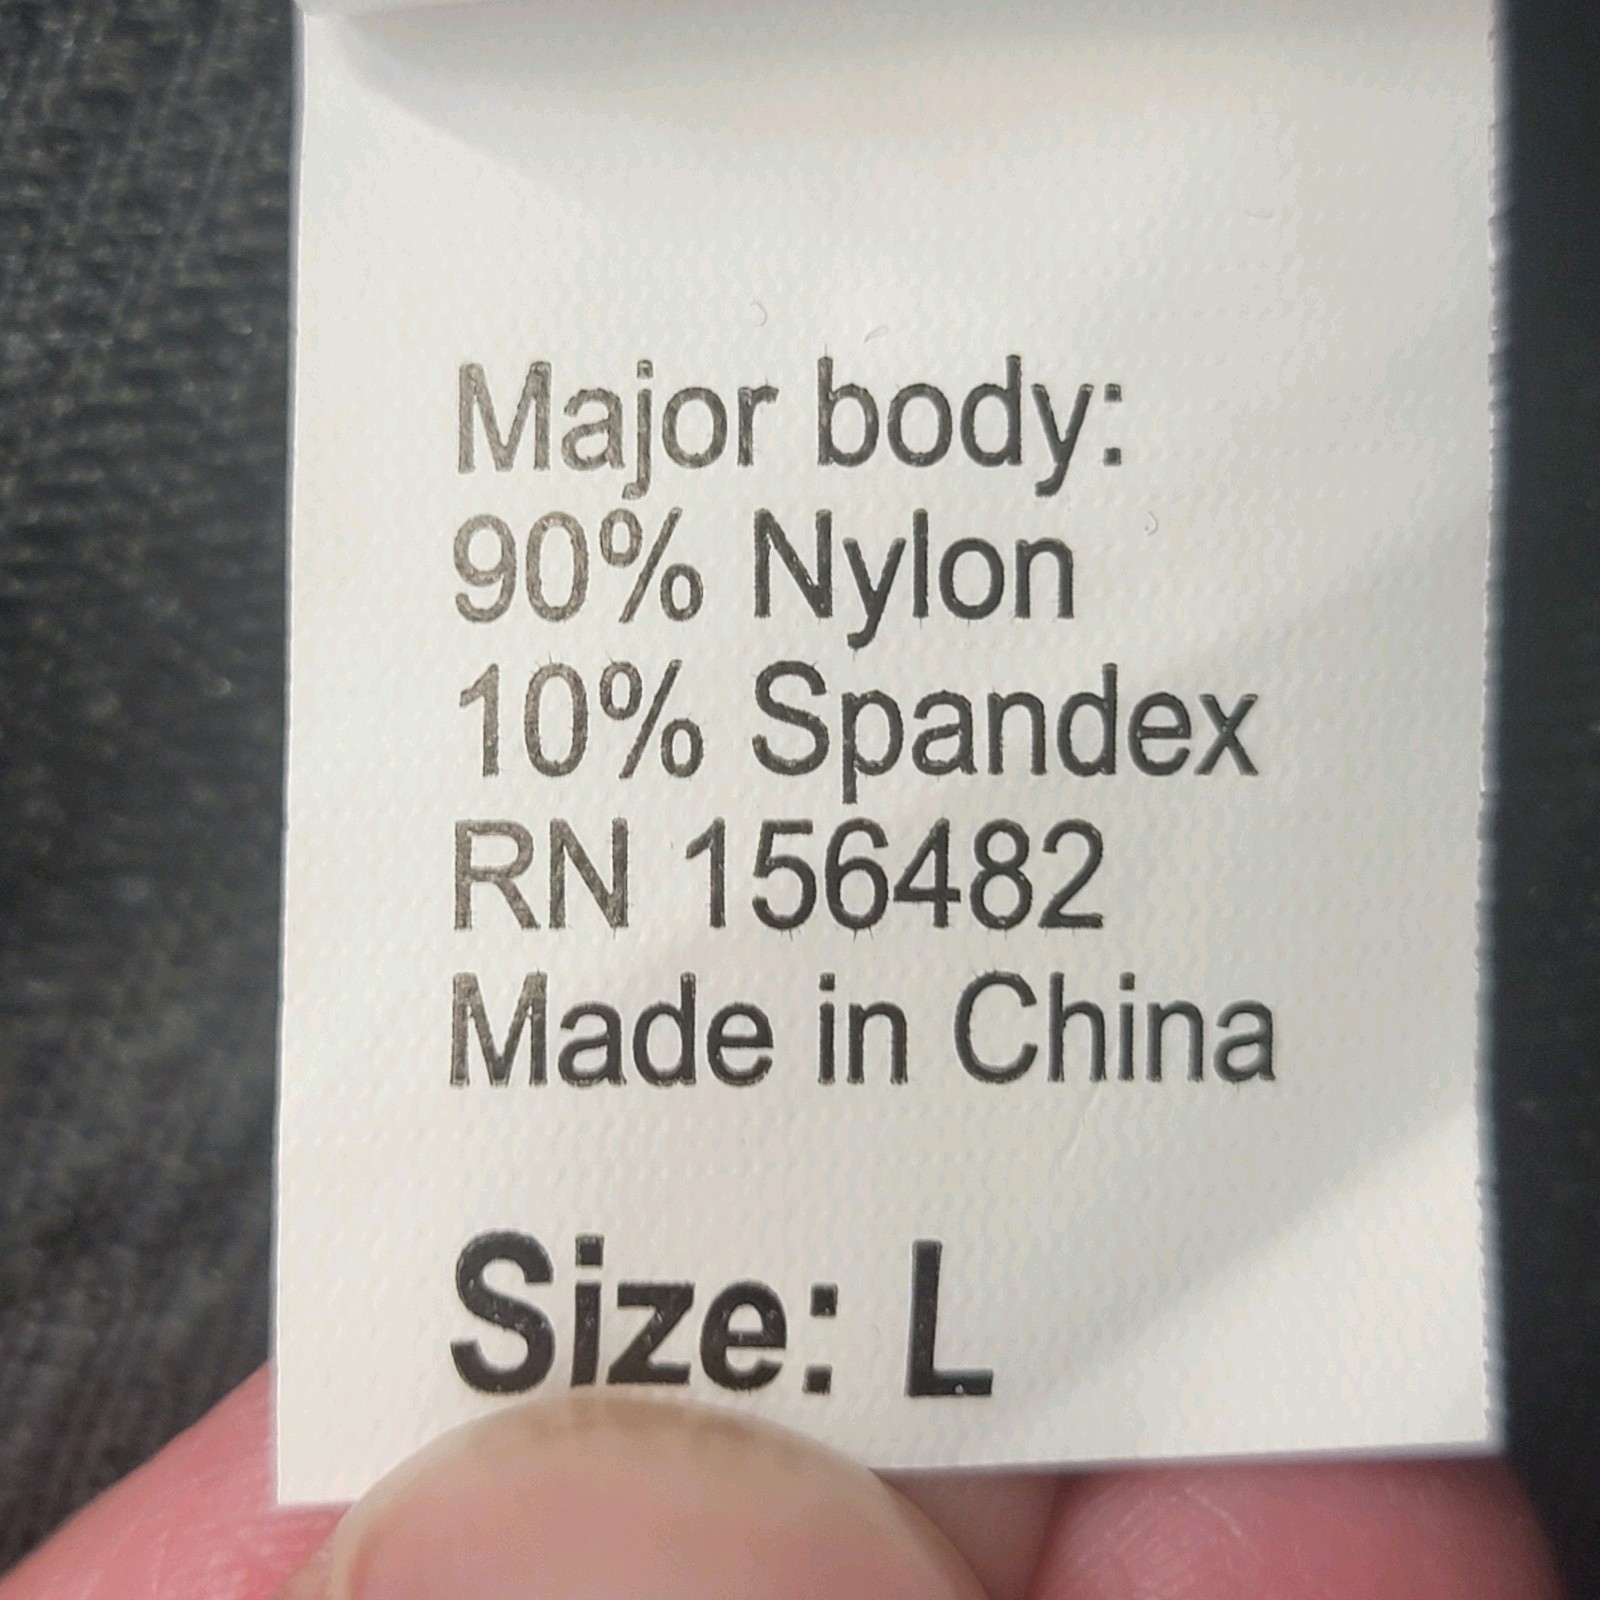 Major body:
90% Nylon
10% Spandex
RN 156482
Made in China
Size: L